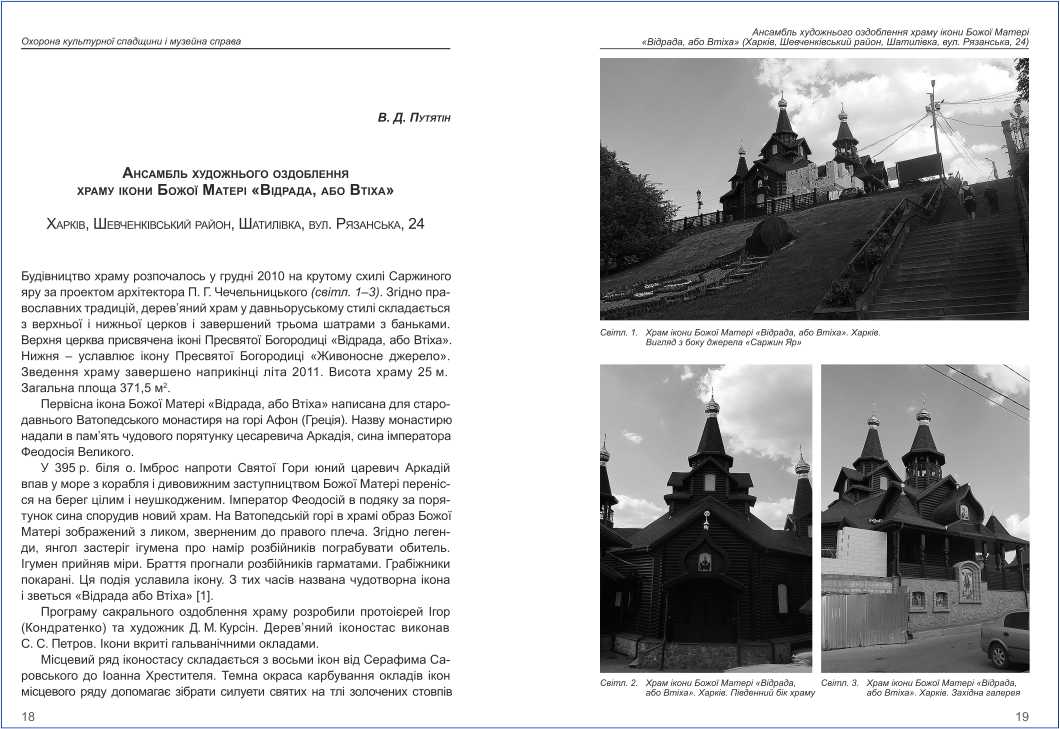 Охорона культурної спадщини і музейна справа
В. Д. Путятін
Ансамбль художнього оздоблення
храму ікони Божої Матері «Відрада, або Втіха»
Харків, Шевченківський район, Шатилівка, вул. Рязанська, 24
Будівництво храму розпочалось у грудні 2010 на крутому схилі Саржиного
яру за проектом архітектора П. Г. Чечельницького (світл. 1–3). Згідно пра-
вославних традицій, дерев’яний храм у давньоруському стилі складається
з верхньої і нижньої церков і завершений трьома шатрами з баньками.
Верхня церква присвячена іконі Пресвятої Богородиці «Відрада, або Втіха».
Нижня – уславлює ікону Пресвятої Богородиці «Живоносне джерело».
Зведення храму завершено наприкінці літа 2011. Висота храму 25 м.
Загальна площа 371,5 м².
Первісна ікона Божої Матері «Відрада, або Втіха» написана для старо-
давнього Ватопедського монастиря на горі Афон (Греція). Назву монастирю
надали в пам’ять чудового порятунку цесаревича Аркадія, сина імператора
Феодосія Великого.
У 395 р. біля о. Імброс напроти Святої Гори юний царевич Аркадій
впав у море з корабля і дивовижним заступництвом Божої Матері переніс-
ся на берег цілим і неушкодженим. Імператор Феодосій в подяку за поря-
тунок сина спорудив новий храм. На Ватопедській горі в храмі образ Божої
Матері зображений з ликом, зверненим до правого плеча. Згідно леген-
ди, янгол застеріг ігумена про намір розбійників пограбувати обитель.
Ігумен прийняв міри. Браття прогнали розбійників гарматами. Грабіжники
покарані. Ця подія уславила ікону. З тих часів названа чудотворна ікона
і зветься «Відрада або Втіха» [1].
Програму сакрального оздоблення храму розробили протоієрей Ігор
(Кондратенко) та художник Д. М. Курсін. Дерев’яний іконостас виконав
С. С. Петров. Ікони вкриті гальванічними окладами.
Місцевий ряд іконостасу складається з восьми ікон від Серафима Са-
ровського до Іоанна Хрестителя. Темна окраса карбування окладів ікон
місцевого ряду допомагає зібрати силуети святих на тлі золочених стовпів
18
Ансамбль художнього оздоблення храму ікони Божої Матері
«Відрада, або Втіха» (Харків, Шевченківський район, Шатилівка, вул. Рязанська, 24)
Світл. 1. Храм ікони Божої Матері «Відрада, або Втіха». Харків.
Вигляд з боку джерела «Саржин Яр»
Світл. 2. Храм ікони Божої Матері «Відрада,
або Втіха». Харків. Південний бік храму
Світл. 3. Храм ікони Божої Матері «Відрада,
або Втіха». Харків. Західна галерея
19